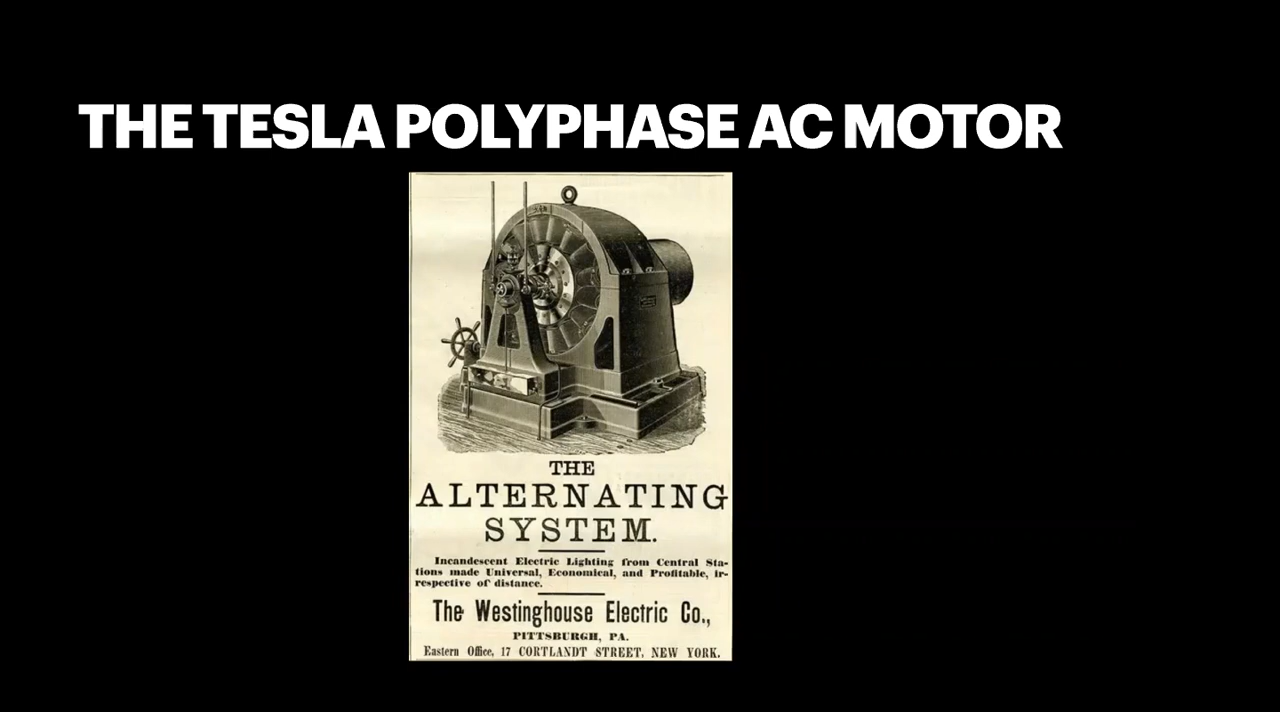 THE TESLA POLYPHASE AC MOTOR
THE
ALTERNATING
SYSTEM.
Incandescent Electric Lighting from Central Sta-
tions made Universal, Economical, and Profitable, ir-
respective of distance.
The Westinghouse Electric Co.,
PITTSBURGH, PA.
Eastern Office, 17 CORTLANDT STREET, NEW YORK.